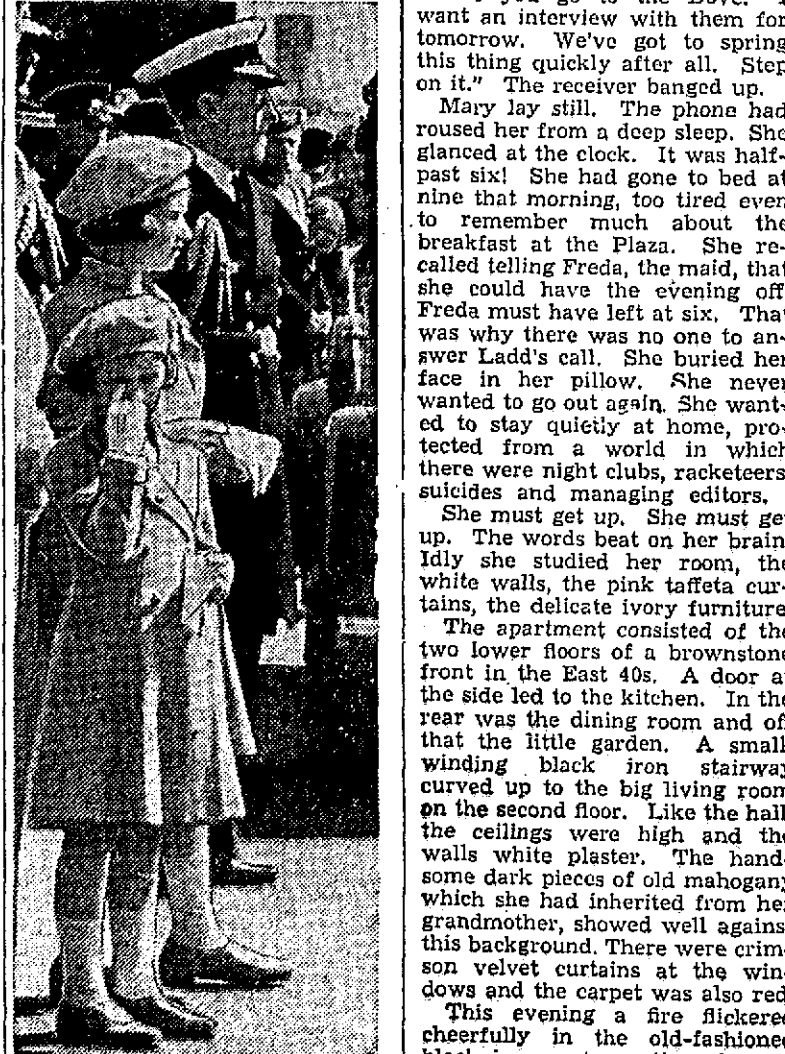 want an interview with them for
tomorrow. We've got to spring
this thing quickly after all. Step
on it." The receiver banged up.
Mary lay still. The phone had
roused her from a deep sleep. She
glanced at the clock. It was half-
past six! She had gone to bed at
nine that morning, too tired even
to remember much about the
breakfast at the Plaza. She re-
called telling Freda, the maid, that
she could have the evening off
Freda must have left at six. That
was why there was no one to an-
swer Ladd's call. She buried her
face in her pillow. She never
wanted to go out again. She want-
ed to stay quietly at home, pro-
tected from a world in which
there were night clubs, racketeers
suicides and managing editors.
She must get up. She must get
up. The words beat on her brain
Idly she studied her room, the
white walls, the pink taffeta cur-
tains, the delicate ivory furniture
The apartment consisted of the
two lower floors of a brownstone
front in the East 40s. A door a
the side led to the kitchen. In the
rear was the dining room and of
that the little garden. A small
winding black iron stairway
curved up to the big living room
on the second floor. Like the hall
the ceilings were high and the
walls white plaster. The hand-
some dark pieces of old mahogany
which she had inherited from her
grandmother, showed well agains
this background. There were crim-
son velvet curtains at the win-
dows and the carpet was also red
This evening a fire flickered
cheerfully in the old-fashioned